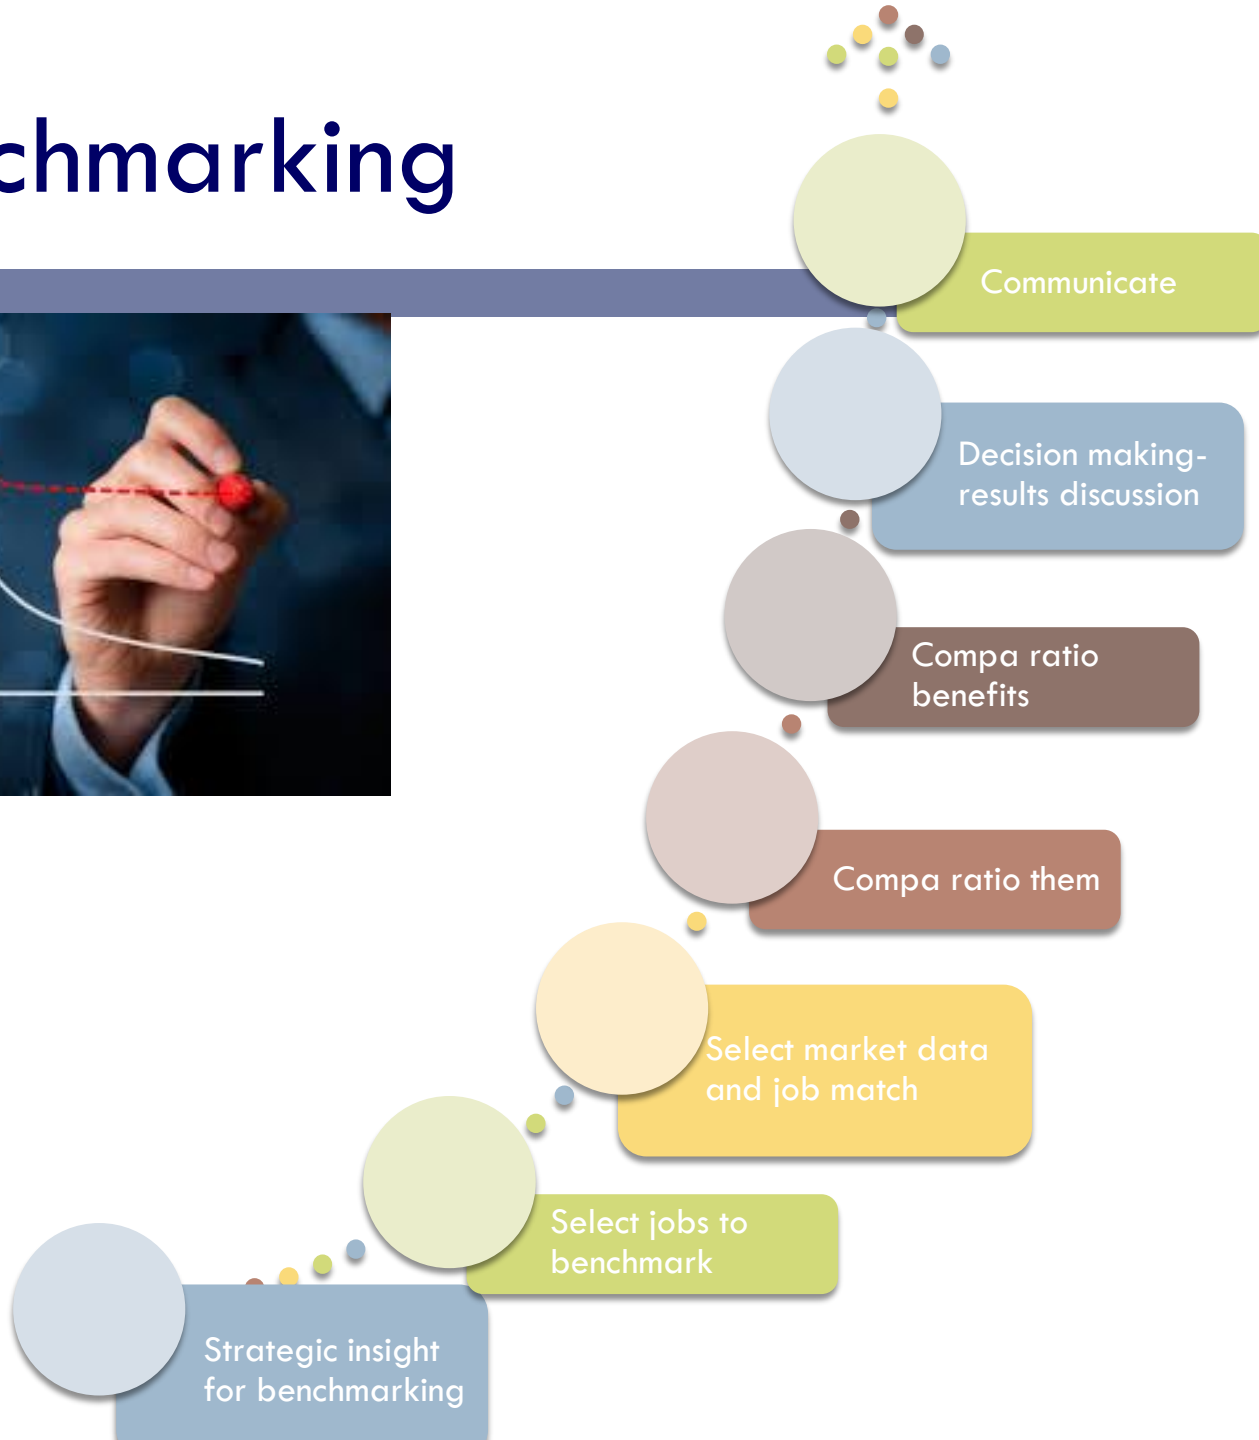 chmarking
Communicate
Decision making-
results discussion
Compa ratio
benefits
Compa ratio them
Select market data
and job match
Select jobs to
benchmark
Strategic insight
for benchmarking